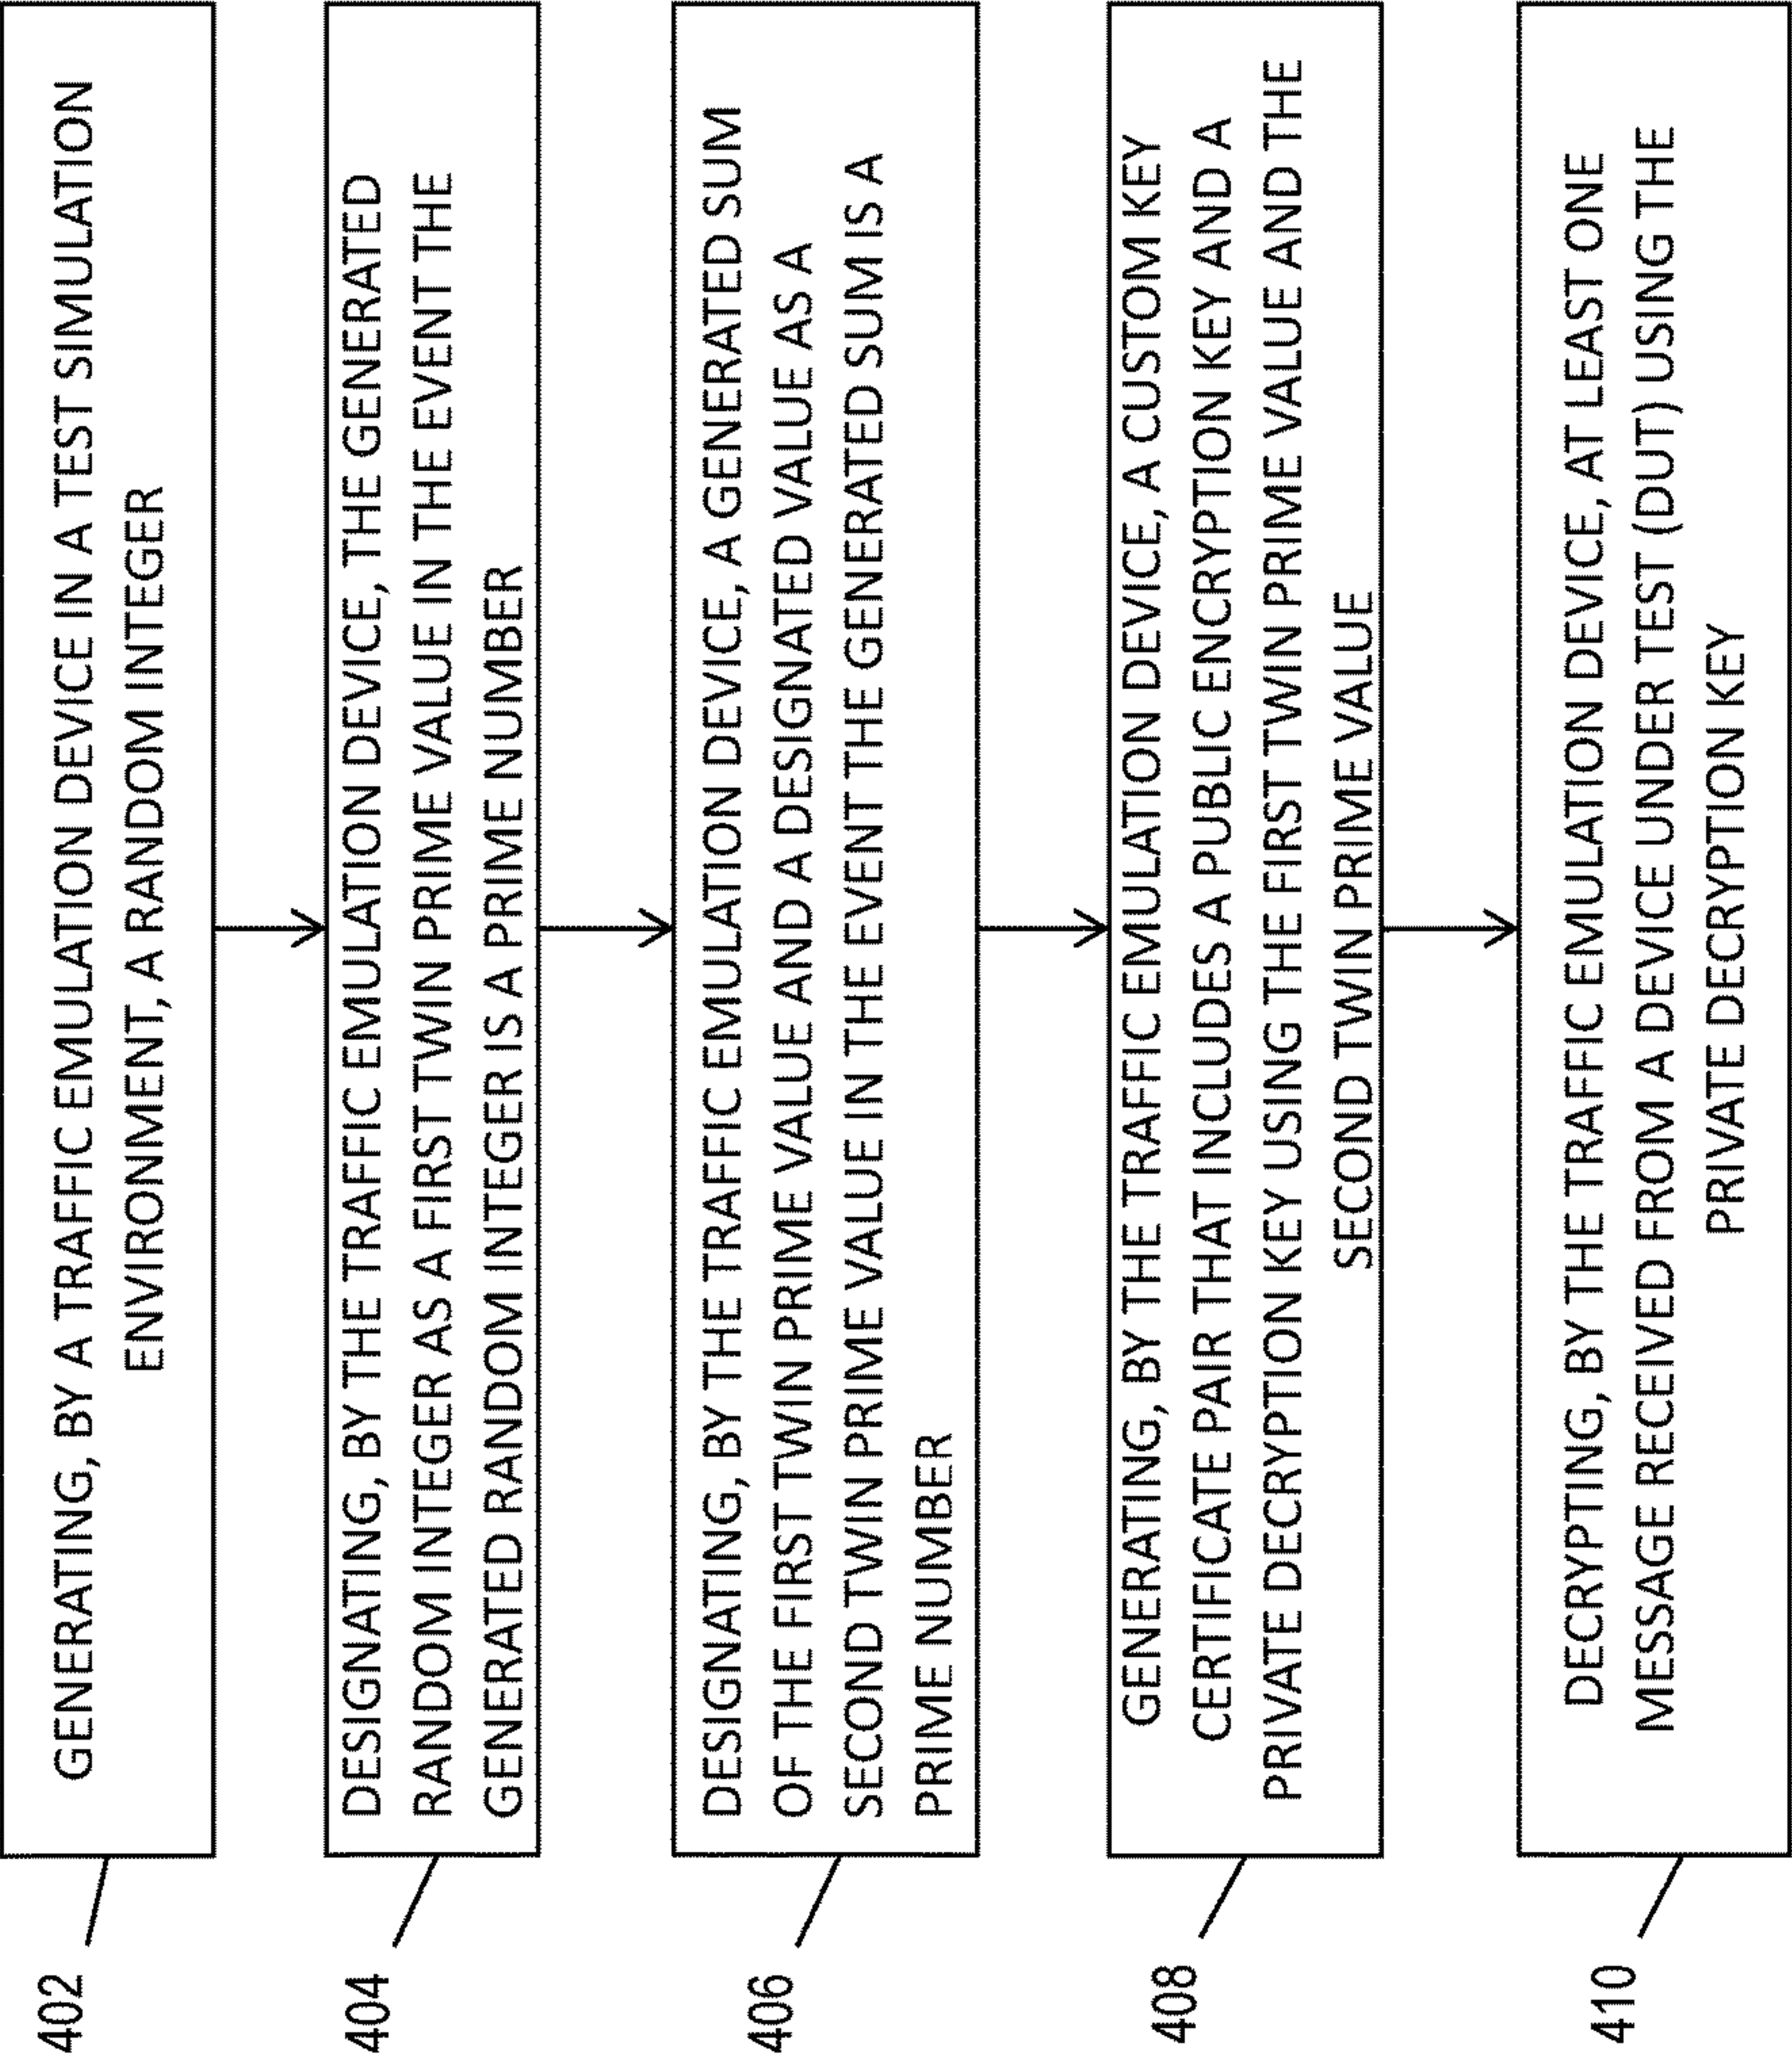 402
GENERATING, BY A TRAFFIC EMULATION DEVICE IN A TEST SIMULATION
ENVIRONMENT, A RANDOM INTEGER
404
DESIGNATING, BY THE TRAFFIC EMULATION DEVICE, THE GENERATED
RANDOM INTEGER AS A FIRST TWIN PRIME VALUE IN THE EVENT THE
GENERATED RANDOM INTEGER IS A PRIME NUMBER
406
DESIGNATING, BY THE TRAFFIC EMULATION DEVICE, A GENERATED SUM
OF THE FIRST TWIN PRIME VALUE AND A DESIGNATED VALUE AS A
SECOND TWIN PRIME VALUE IN THE EVENT THE GENERATED SUM IS A
PRIME NUMBER
408
GENERATING, BY THE TRAFFIC EMULATION DEVICE, A CUSTOM KEY
CERTIFICATE PAIR THAT INCLUDES A PUBLIC ENCRYPTION KEY AND A
PRIVATE DECRYPTION KEY USING THE FIRST TWIN PRIME VALUE AND THE
SECOND TWIN PRIME VALUE
410
DECRYPTING, BY THE TRAFFIC EMULATION DEVICE, AT LEAST ONE
MESSAGE RECEIVED FROM A DEVICE UNDER TEST (DUT) USING THE
PRIVATE DECRYPTION KEY